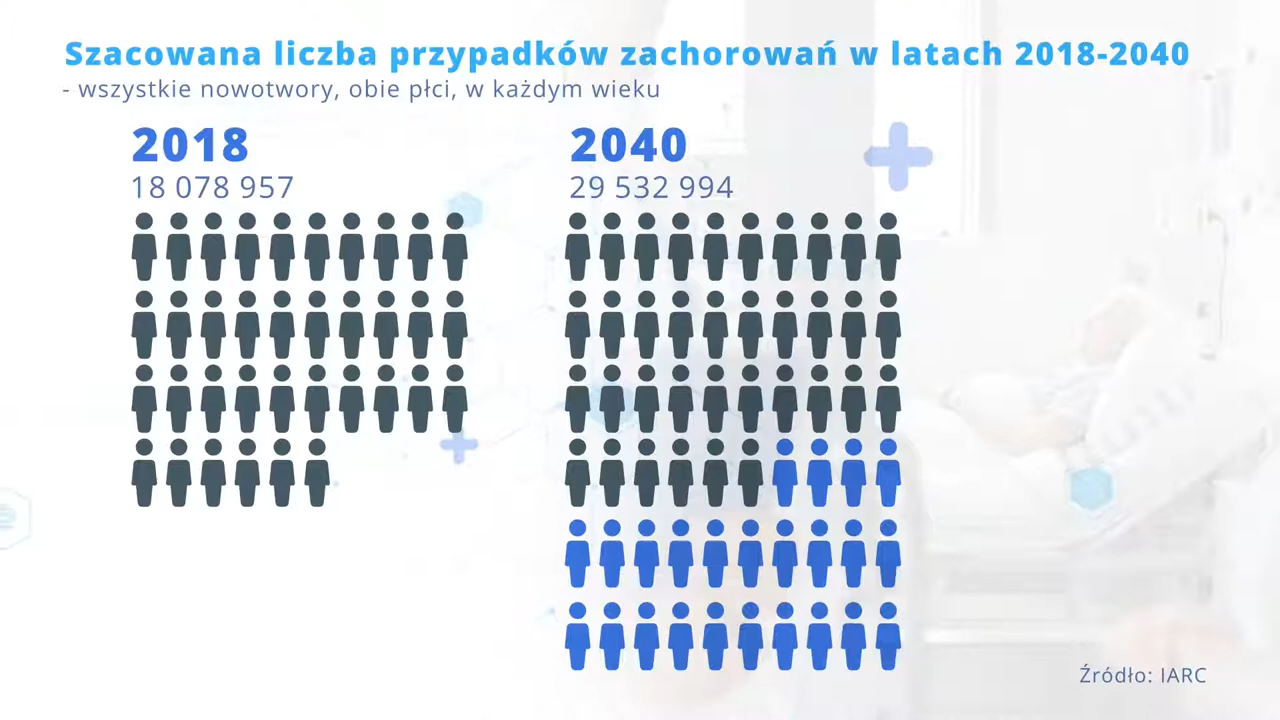 Szacowana liczba przypadków zachorowań w latach 2018-2040
- wszystkie nowotwory, obie płci, w każdym wieku
2018
18 078 957
2040
29 532 994
Źródło: IARC